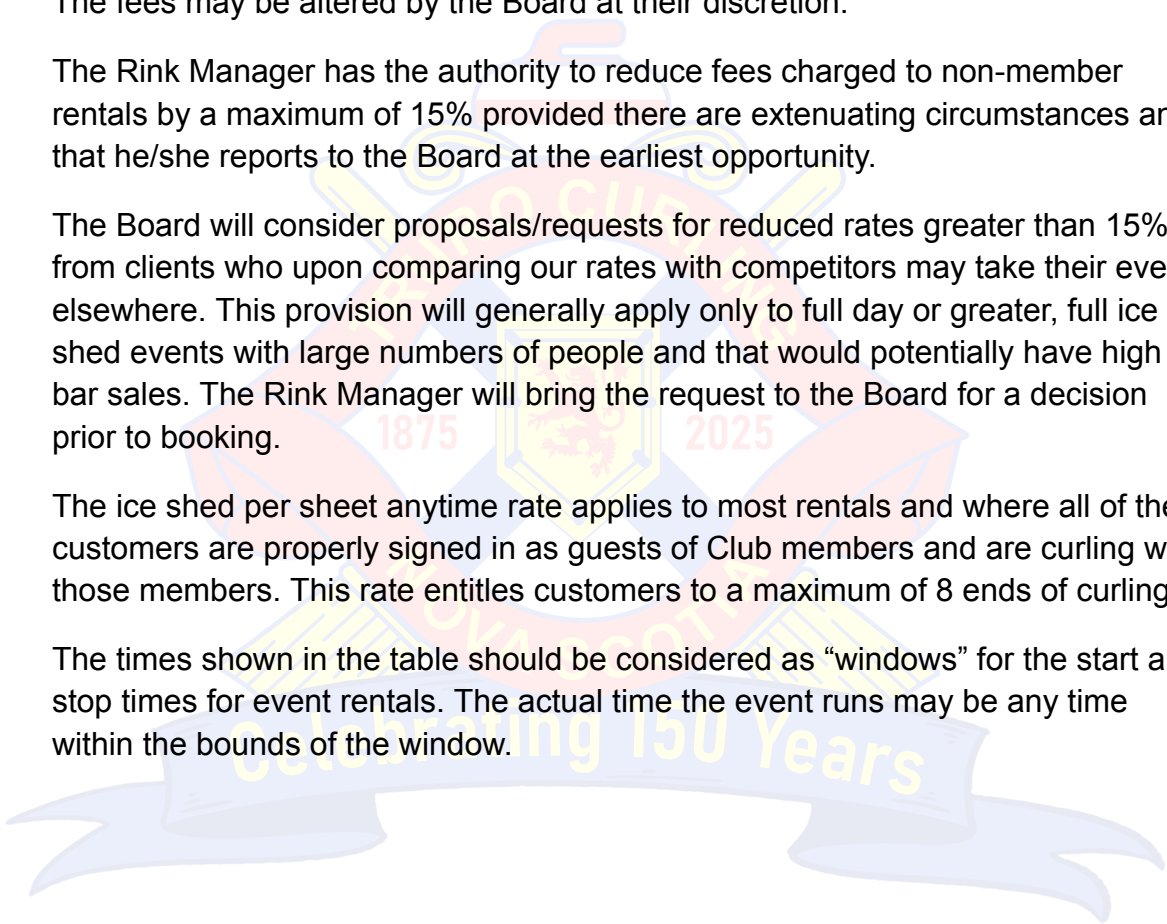 The fees may be altered by the Board at their discretion.
The Rink Manager has the authority to reduce fees charged to non-member
rentals by a maximum of 15% provided there are extenuating circumstances
that he/she reports to the Board at the earliest opportunity.
The Board will consider proposals/requests for reduced rates greater than 15%
from clients who upon comparing our rates with competitors may take their
elsewhere. This provision will generally apply only to full day or greater, full ice
shed events with large numbers of people and that would potentially have high
bar sales. The Rink Manager will bring the request to the Board for a decision
prior to booking.
The ice shed per sheet anytime rate applies to most rentals and where all of
customers are properly signed in as guests of Club members and are curling
those members. This rate entitles customers to a maximum of 8 ends of curling
The times shown in the table should be considered as “windows” for the start
stop times for event rentals. The actual time the event runs may be any time
within the bounds of the window.
TRURO CURLING
1875 2025
NOVA SCOTIA
Celebrating 150 Years